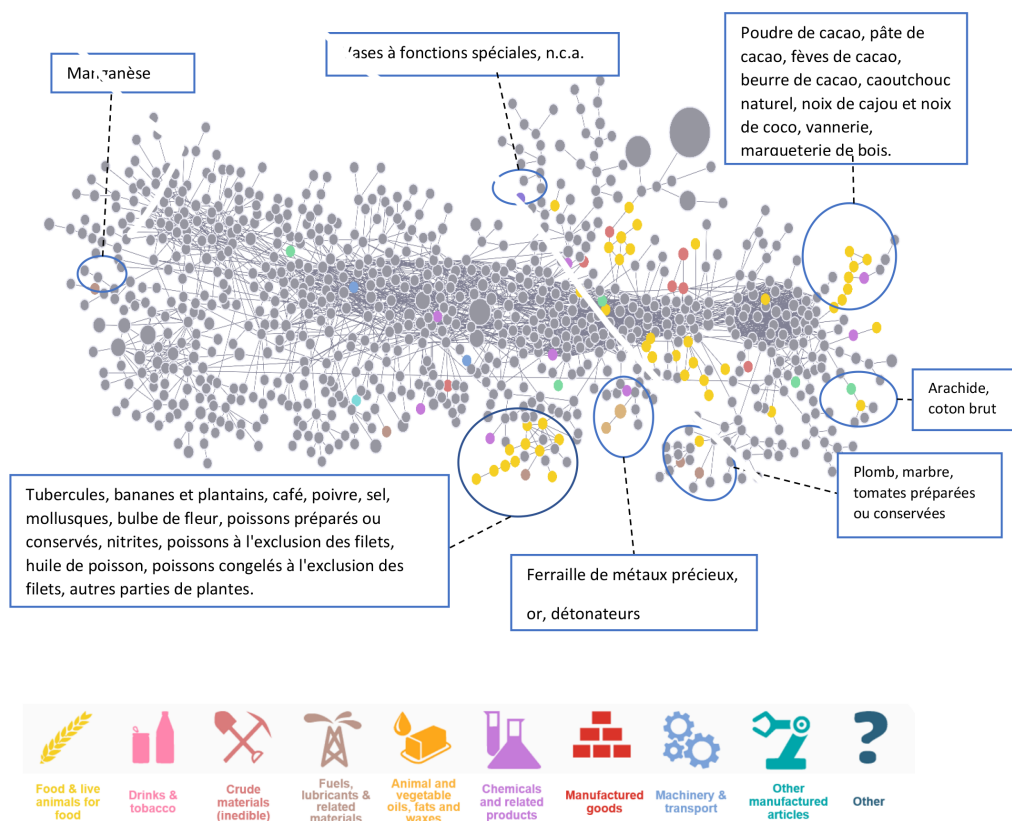 Poudre de cacao, pâte de
cacao, fèves de cacao,
beurre de cacao, caoutchouc
naturel, noix de cajou et noix
de coco, vannerie,
marqueterie de bois.
à fonctions spéciales, n.c.a.
Manganèse
Arachide,
coton brut
Plomb, marbre,
tomates préparées
ou conservées
Tubercules, bananes et plantains, café, poivre, sel,
mollusques, bulbe de fleur, poissons préparés ou
conservés, nitrites, poissons à l'exclusion des filets,
huile de poisson, poissons congelés à l'exclusion des
filets, autres parties de plantes.
Ferraille de métaux précieux,
or, détonateurs
Food & live
animals for
food
Drinks &
tobacco
Crude
materials
(inedible)
Fuels,
lubricants &
related
materials
Animal and
vegetable
oils, fats and
waxes
Chemicals
and related
products
Manufactured
goods
Machinery &
transport
Other
manufactured
articles
Other